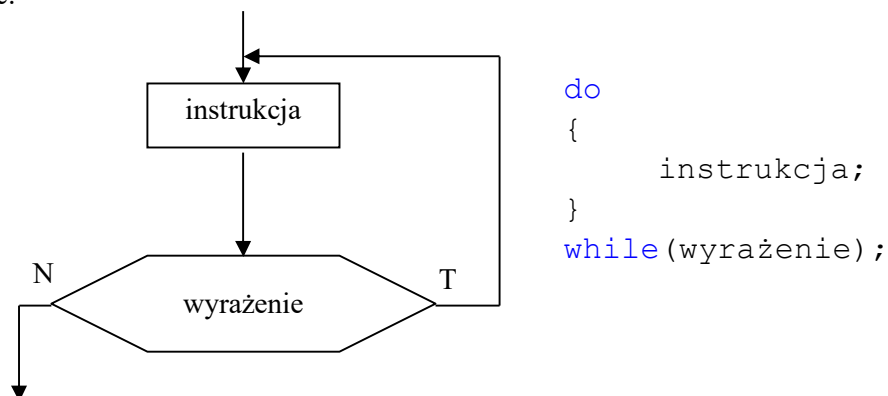 instrukcja
N
T
wyrażenie
do
{
instrukcja;
}
while(wyrażenie);